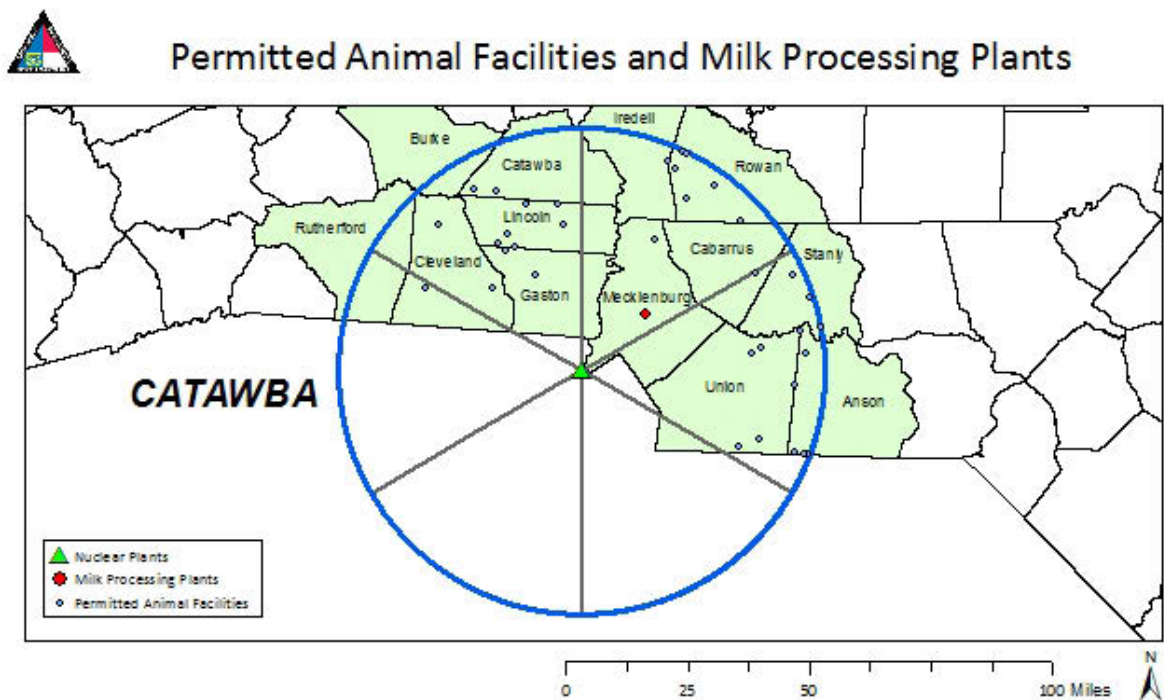 Permitted Animal Facilities and Milk Processing Plants
Iredell
Burke
Catawba
Rowan
Lincoln
Rutherford
Cabarrus
Stanly
Cleveland
Gaston
Mecklenburg
CATAWBA
Union
Anson
Nuclear Plants
Milk Processing Plants
Permitted Animal Facilities
N
0 25 50 100 Miles